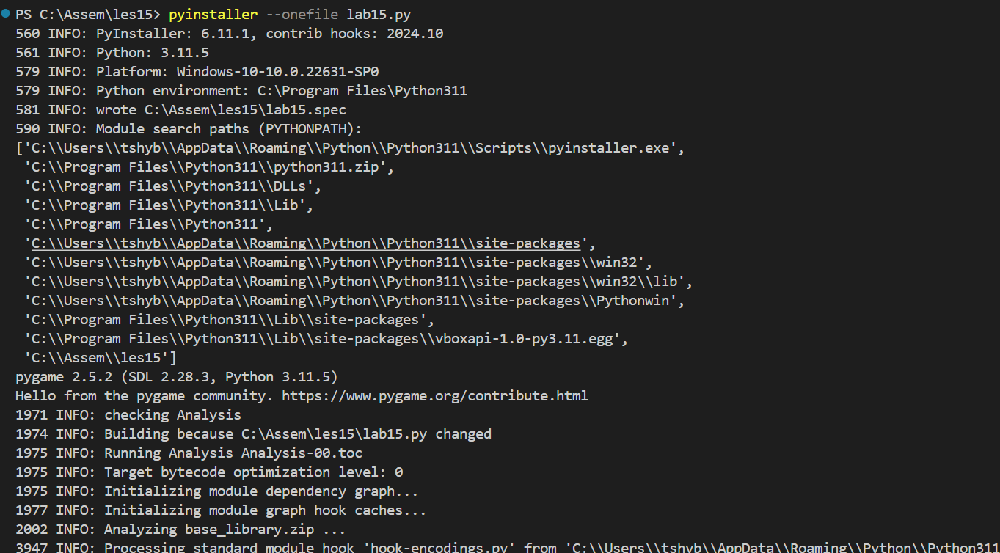 PS C:\Assem\les15> pyinstaller --onefile lab15.py
560 INFO: PyInstaller: 6.11.1, contrib hooks: 2024.10
561 INFO: Python: 3.11.5
579 INFO: Platform: Windows-10-10.0.22631-SP0
579 INFO: Python environment: C:\Program Files\Python311
581 INFO: wrote C:\Assem\les15\lab15.spec
590 INFO: Module search paths (PYTHONPATH):
['C:\\Users\\tshyb\\AppData\\Roaming\\Python\\Python311\\Scripts\\pyinstaller.exe',
 'C:\\Program Files\\Python311\\python311.zip',
 'C:\\Program Files\\Python311\\DLLs',
 'C:\\Program Files\\Python311\\Lib',
 'C:\\Program Files\\Python311',
 'C:\\Users\\tshyb\\AppData\\Roaming\\Python\\Python311\\site-packages',
 'C:\\Users\\tshyb\\AppData\\Roaming\\Python\\Python311\\site-packages\\win32',
 'C:\\Users\\tshyb\\AppData\\Roaming\\Python\\Python311\\site-packages\\win32\\lib',
 'C:\\Users\\tshyb\\AppData\\Roaming\\Python\\Python311\\site-packages\\Pythonwin',
 'C:\\Program Files\\Python311\\Lib\\site-packages',
 'C:\\Program Files\\Python311\\Lib\\site-packages\\vboxapi-1.0-py3.11.egg',
 'C:\\Assem\\les15']
pygame 2.5.2 (SDL 2.28.3, Python 3.11.5)
Hello from the pygame community. https://www.pygame.org/contribute.html
1971 INFO: checking Analysis
1974 INFO: Building because C:\Assem\les15\lab15.py changed
1975 INFO: Running Analysis Analysis-00.toc
1975 INFO: Target bytecode optimization level: 0
1975 INFO: Initializing module dependency graph...
1977 INFO: Initializing module graph hook caches...
2002 INFO: Analyzing base_library.zip ...
3947 INFO: Processing standard module hook 'hook-encodings.py' from 'C:\\Users\\tshyb\\AppData\\Roaming\\Python\\Python311